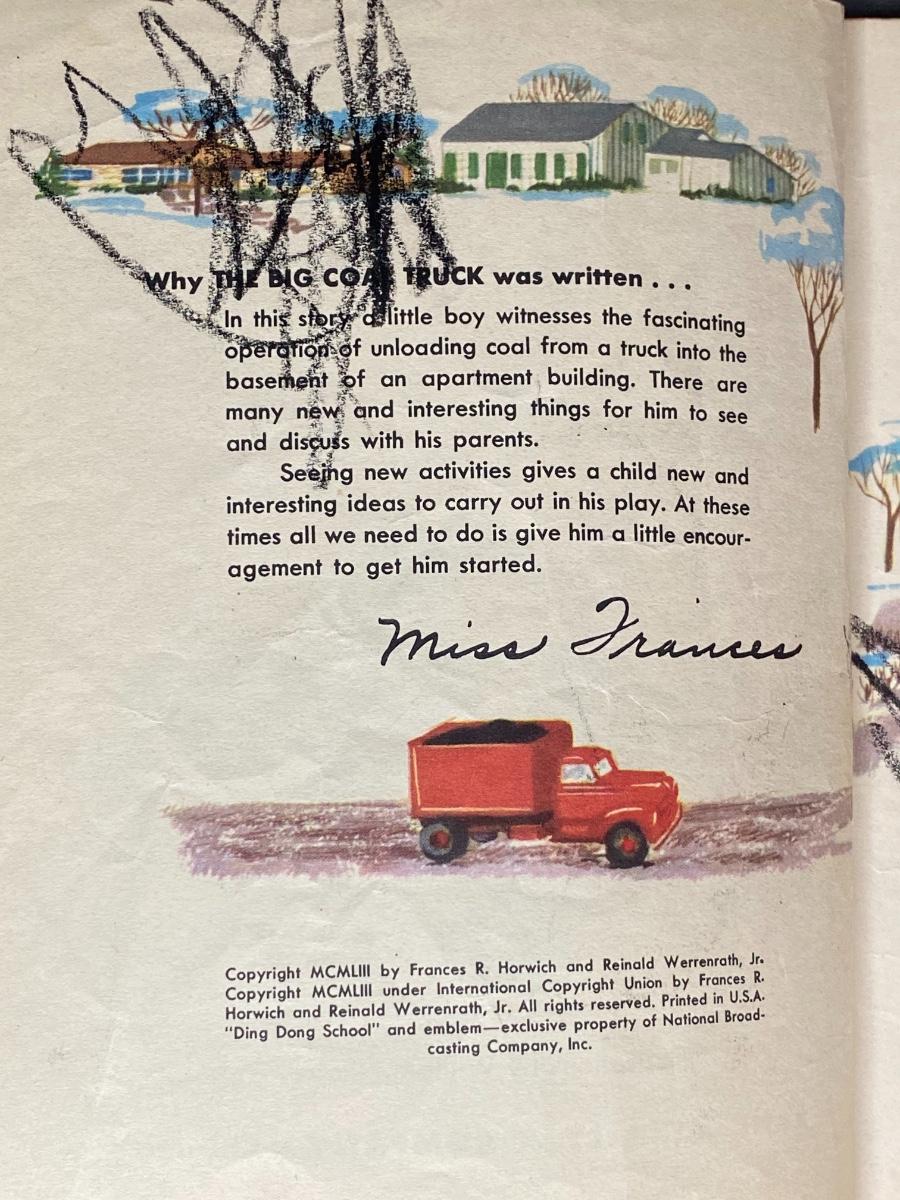 Why THE BIG COAL TRUCK was written . . .
In this story a little boy witnesses the fascinating
operation of unloading coal from a truck into the
basement of an apartment building. There are
many new and interesting things for him to see
and discuss with his parents.
Seeing new activities gives a child new and
interesting ideas to carry out in his play. At these
times all we need to do is give him a little encour-
agement to get him started.
Miss Frances
Copyright MCMLIII by Frances R. Horwich and Reinald Werrenrath, Jr.
Copyright MCMLIII under International Copyright Union by Frances R.
Horwich and Reinald Werrenrath, Jr. All rights reserved. Printed in U.S.A.
"Ding Dong School" and emblem—exclusive property of National Broad-
casting Company, Inc.